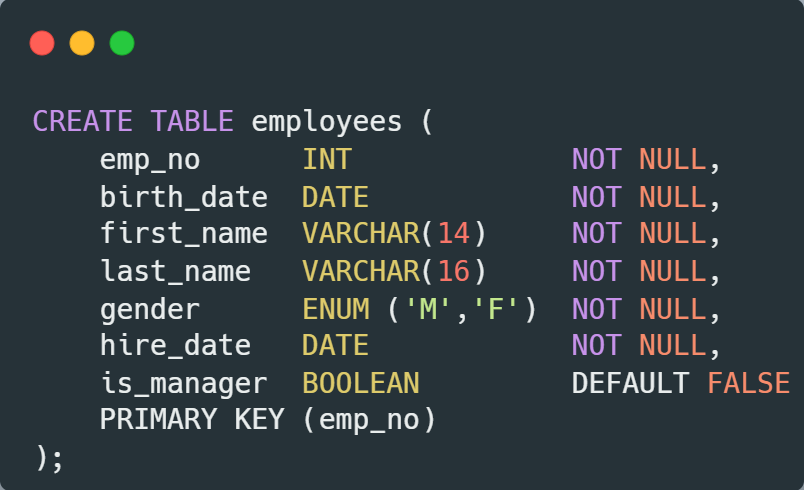 CREATE TABLE employees (
    emp_no      INT             NOT NULL,
    birth_date  DATE            NOT NULL,
    first_name  VARCHAR(14)     NOT NULL,
    last_name   VARCHAR(16)     NOT NULL,
    gender      ENUM ('M','F')  NOT NULL,
    hire_date   DATE            NOT NULL,
    is_manager  BOOLEAN         DEFAULT FALSE
    PRIMARY KEY (emp_no)
);